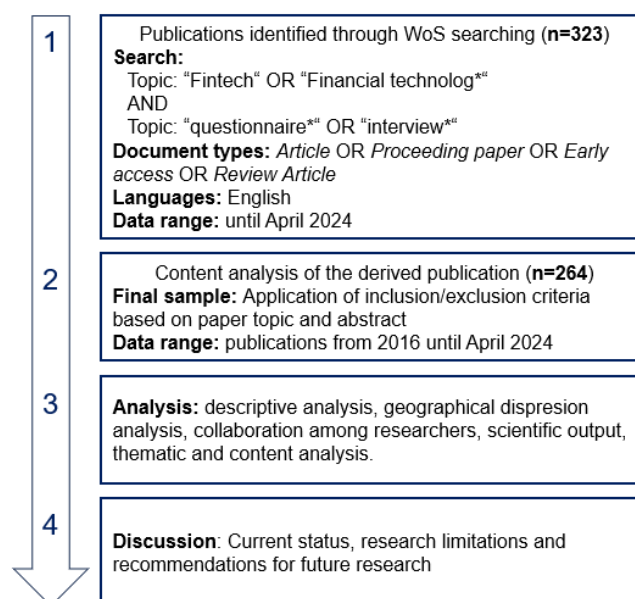 1
Publications identified through WoS searching (n=323)
Search:
Topic: “Fintech“ OR “Financial technolog*“
AND
Topic: “questionnaire*“ OR “interview*“
Document types: Article OR Proceeding paper OR Early
access OR Review Article
Languages: English
Data range: until April 2024
2
Content analysis of the derived publication (n=264)
Final sample: Application of inclusion/exclusion criteria
based on paper topic and abstract
Data range: publications from 2016 until April 2024
3
Analysis: descriptive analysis, geographical dispresion
analysis, collaboration among researchers, scientific output,
thematic and content analysis.
4
Discussion: Current status, research limitations and
recommendations for future research